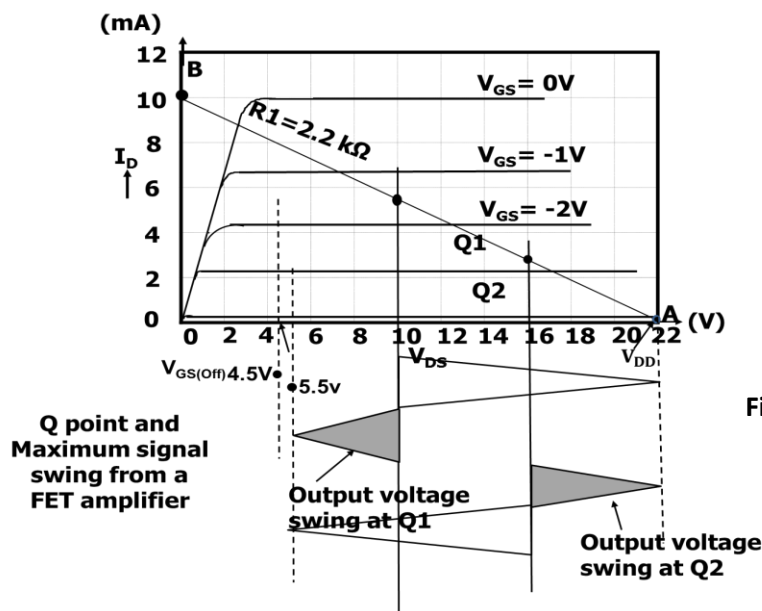 (mA)
12
B
10
8
I_D
6
4
2
0
R1=2.2 kΩ
V_GS= 0V
V_GS= -1V
V_GS= -2V
Q1
Q2
A
0 2 4 6 8 10 12 14 16 18 20 22 (V)
V_DS
V_DD
V_GS(Off) 4.5V
5.5v
Fi
Q point and
Maximum signal
swing from a
FET amplifier
Output voltage
swing at Q1
Output voltage
swing at Q2